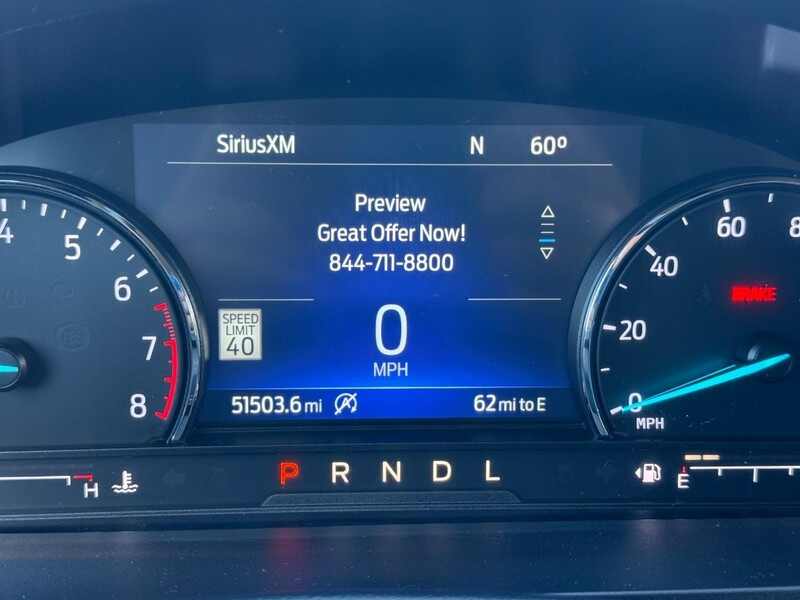 SiriusXM N 60º
Preview
Great Offer Now!
844-711-8800
SPEED
LIMIT
40
0
MPH
51503.6 mi 62 mi to E
4
5
6
7
8
60
8
40
20
0
BRAKE
MPH
P R N D L
H
E